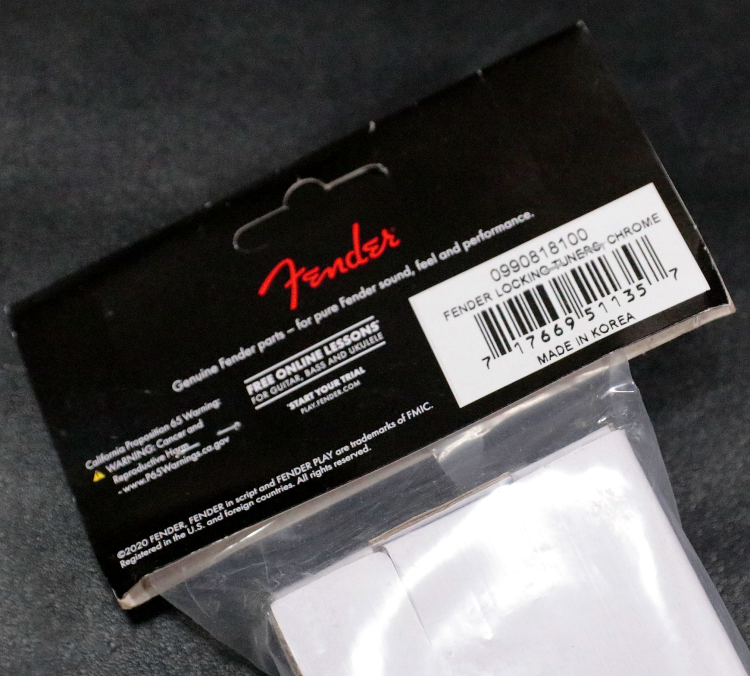 Fender
Genuine Fender parts – for pure Fender sound, feel and performance.
FREE ONLINE LESSONS*
FOR GUITAR, BASS AND UKULELE
*START YOUR TRIAL
PLAY.FENDER.COM
0990818100
FENDER LOCKING TUNERS, CHROME
7 17669 51135 7
MADE IN KOREA
California Proposition 65 Warning:
⚠ WARNING: Cancer and
Reproductive Harm
- www.P65Warnings.ca.gov
©2020 FENDER, FENDER in script and FENDER PLAY are trademarks of FMIC.
Registered in the U.S. and foreign countries. All rights reserved.